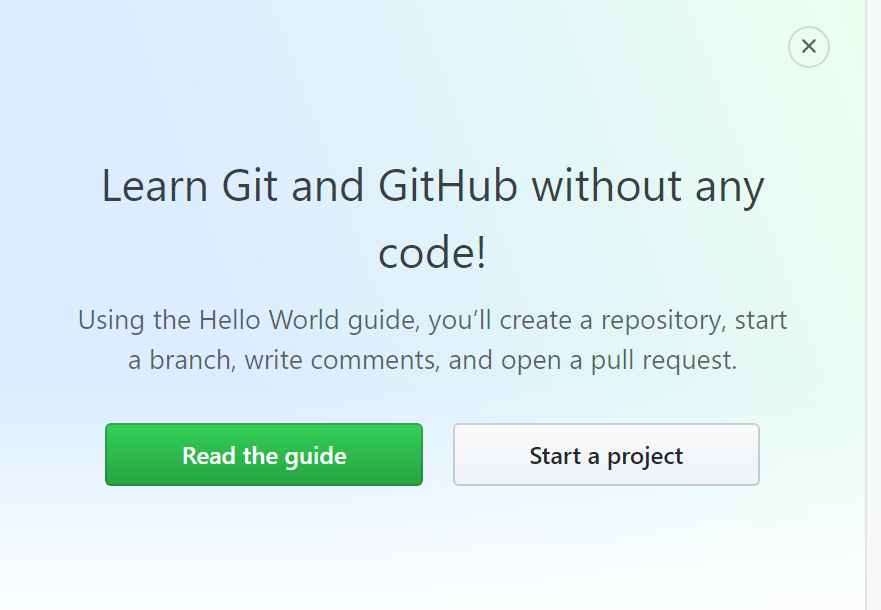 Learn Git and GitHub without any
code!
Using the Hello World guide, you’ll create a repository, start
a branch, write comments, and open a pull request.
Read the guide
Start a project